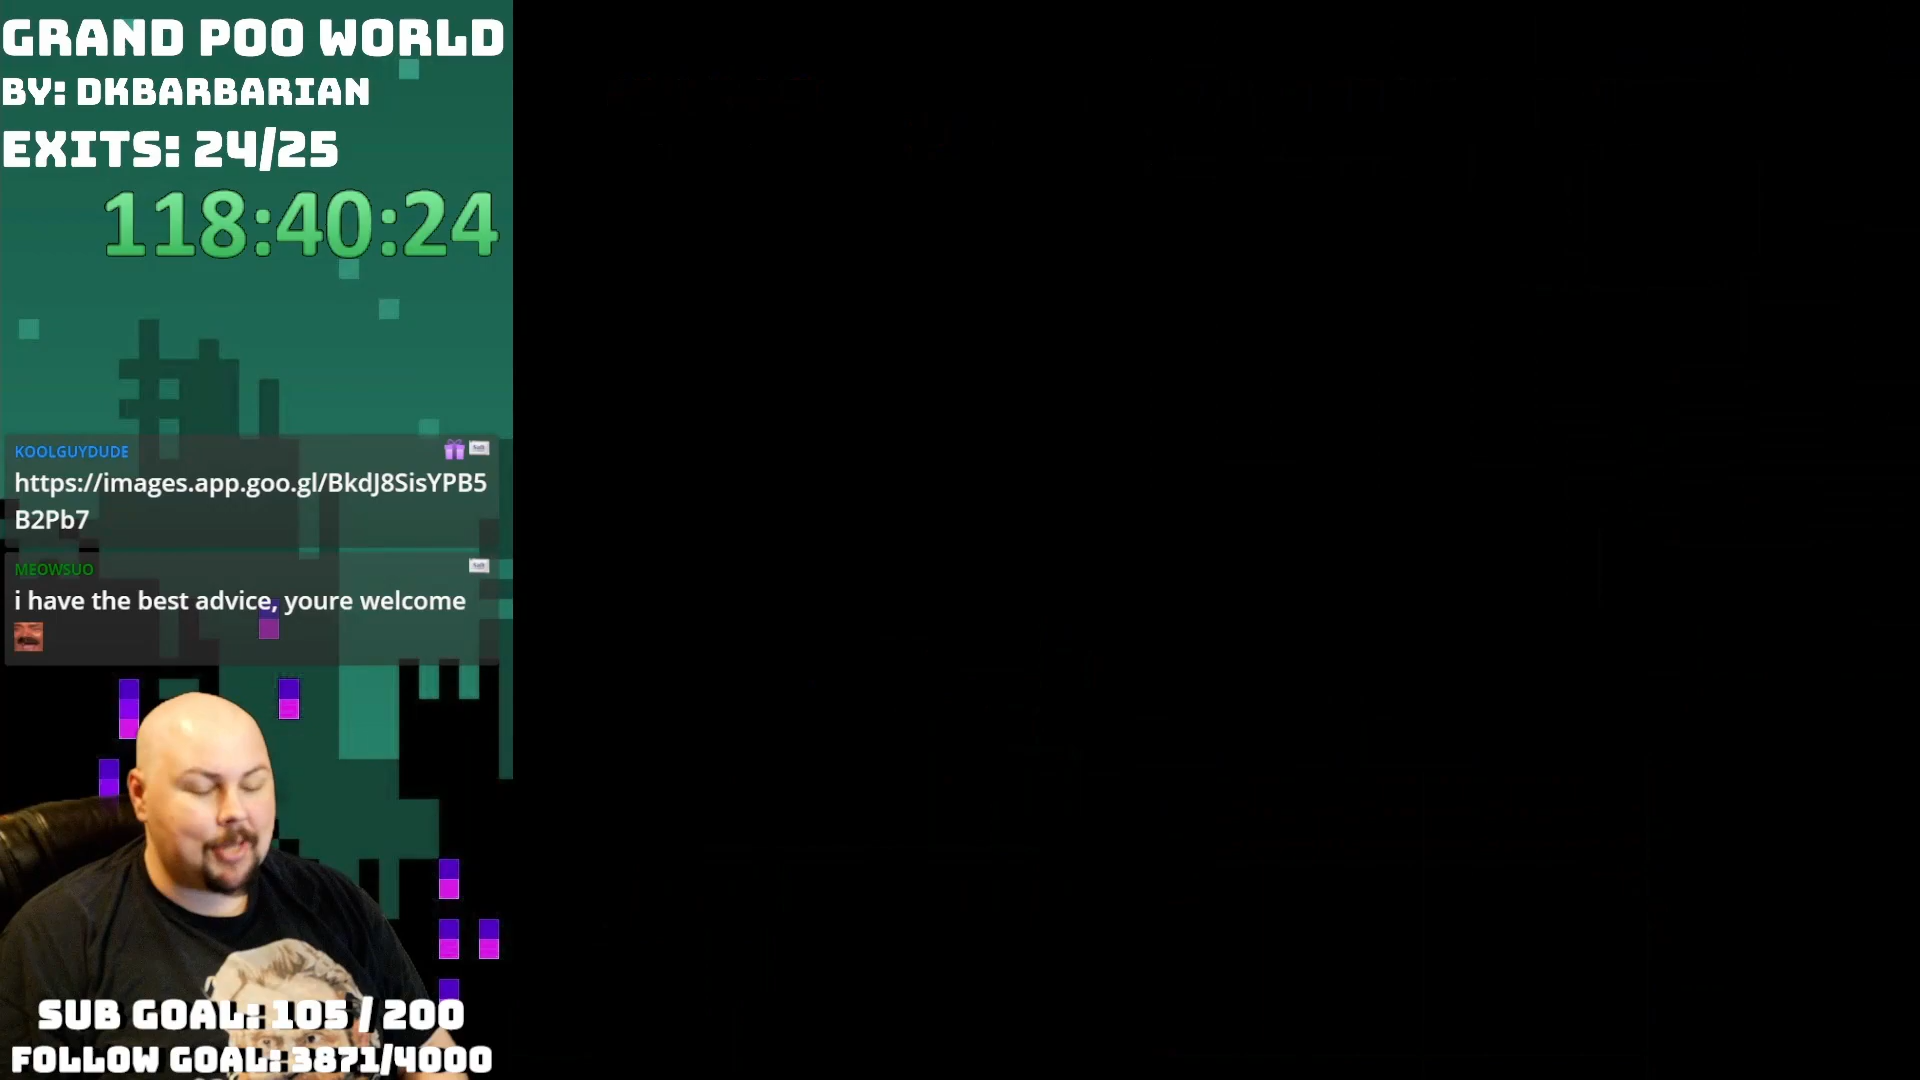 GRAND POO WORLD
BY: DKBARBARIAN
EXITS: 24/25
118:40:24
KOOLGUYDUDE
https://images.app.goo.gl/BkdJ8SisYPB5
B2Pb7
MEOWSUO
i have the best advice, youre welcome
SUB GOAL: 105 / 200
FOLLOW GOAL: 3871/4000